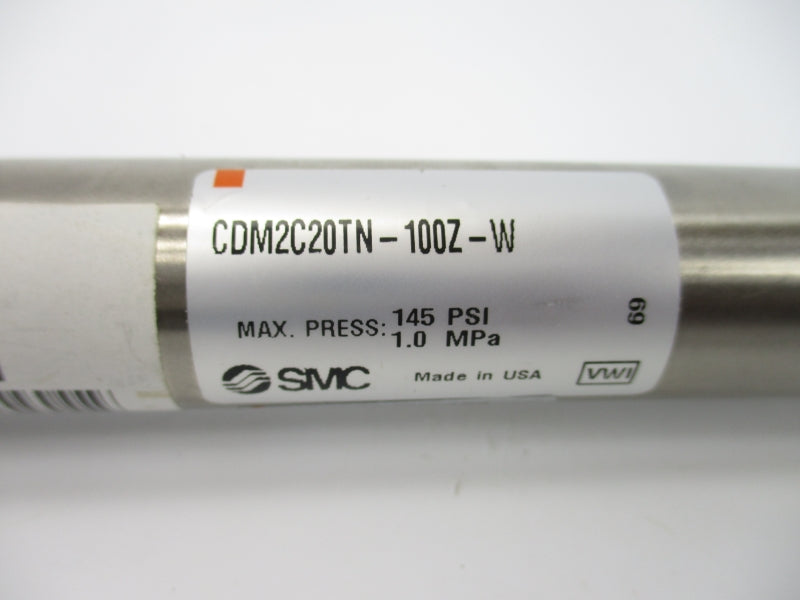 CDM2C20TN-100Z-W
MAX. PRESS: 145 PSI
1.0 MPa
69
SMC Made in USA VWI